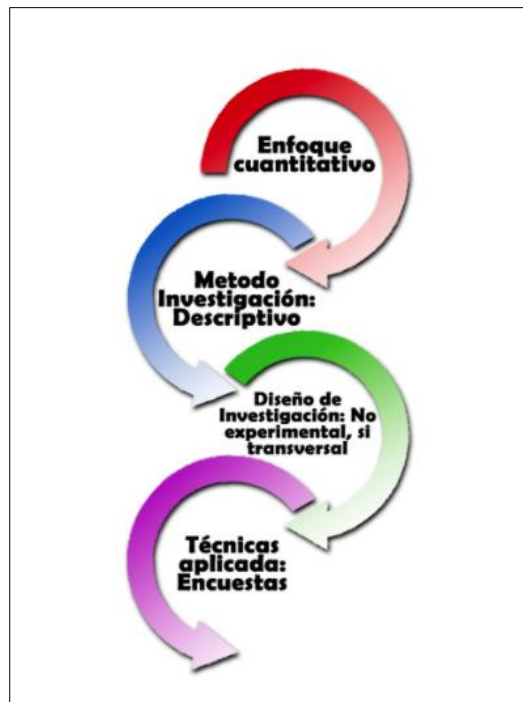 Enfoque
cuantitativo
Metodo
Investigación:
Descriptivo
Diseño de
Investigación: No
experimental, si
transversal
Técnicas
aplicada:
Encuestas